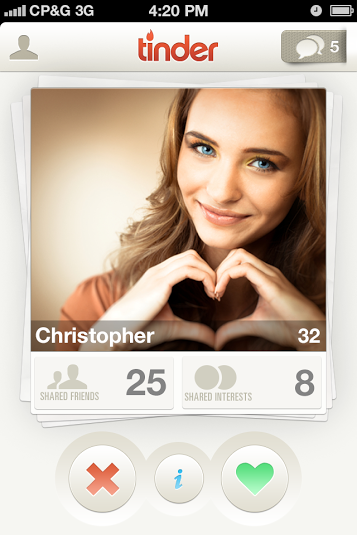 CP&G 3G 4:20 PM
tinder
5
Christopher 32
SHARED FRIENDS 25
SHARED INTERESTS 8
i